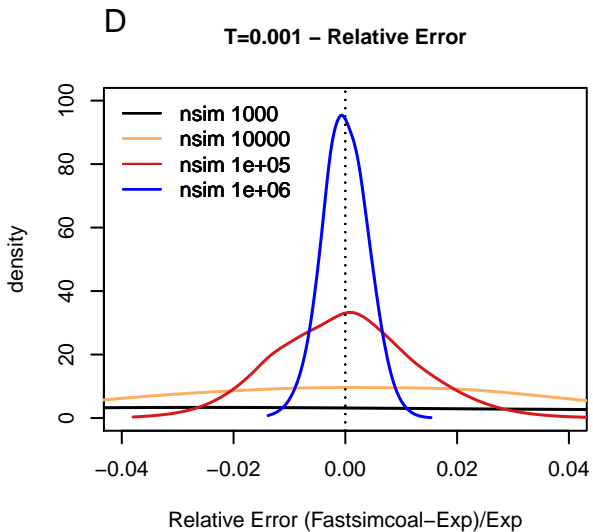 D
T=0.001 − Relative Error
nsim 1000
nsim 10000
nsim 1e+05
nsim 1e+06
density
100
80
60
40
20
0
−0.04 −0.02 0.00 0.02 0.04
Relative Error (Fastsimcoal−Exp)/Exp